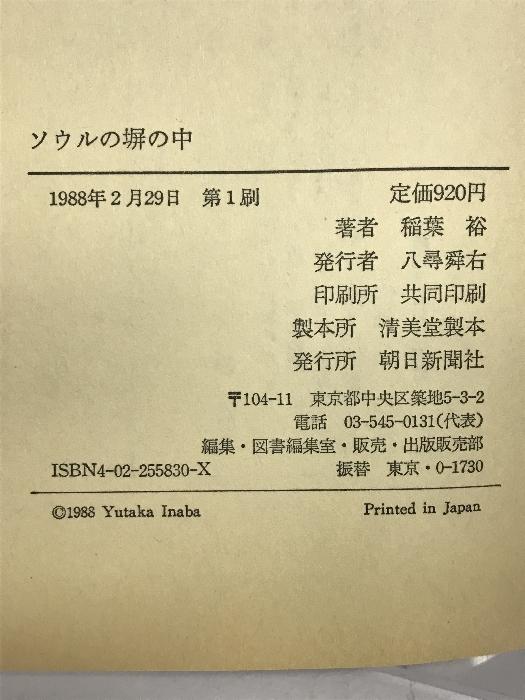 ソウルの塀の中
1988年2月29日　第1刷　定価920円
著者　稲葉　裕
発行者　八尋舜右
印刷所　共同印刷
製本所　清美堂製本
発行所　朝日新聞社
〒104-11　東京都中央区築地5-3-2
電話　03-545-0131(代表)
編集・図書編集室・販売・出版販売部
ISBN4-02-255830-X　振替　東京・0-1730
©1988 Yutaka Inaba　Printed in Japan